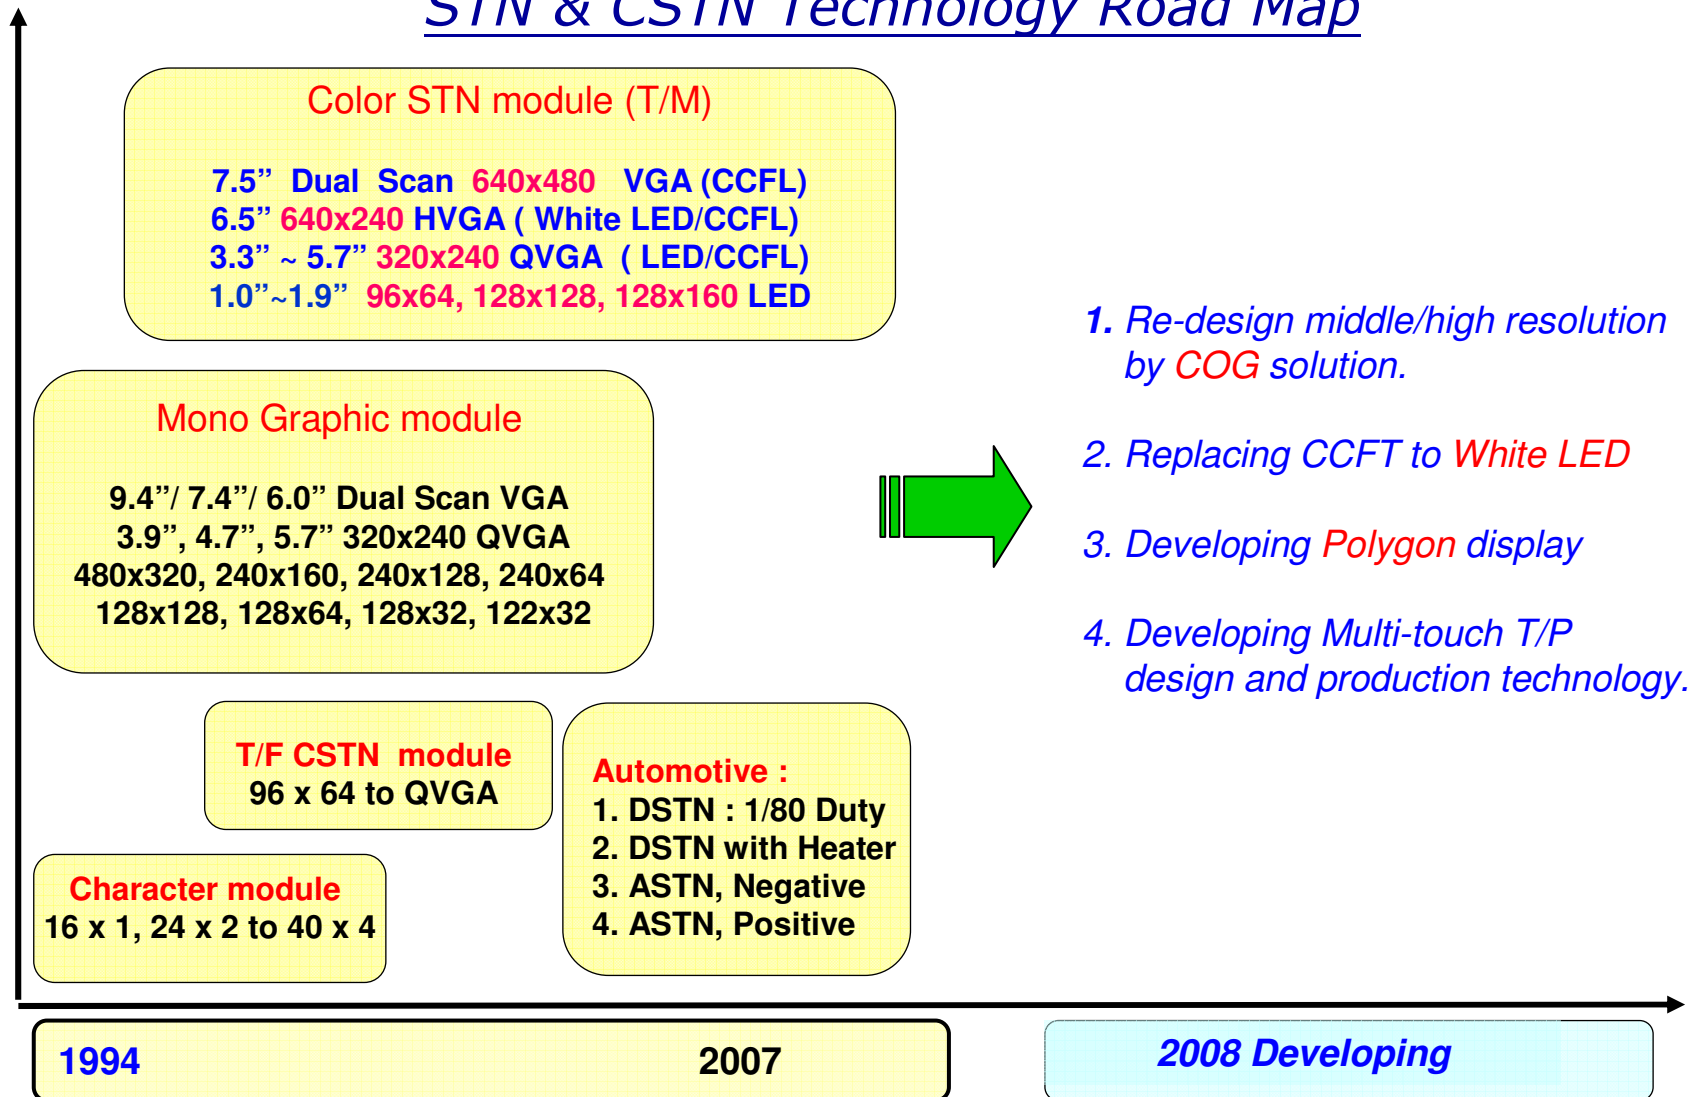 STN & CSTN Technology Road Map
Color STN module (T/M)
7.5” Dual Scan 640x480 VGA (CCFL)
6.5” 640x240 HVGA ( White LED/CCFL)
3.3” ~ 5.7” 320x240 QVGA ( LED/CCFL)
1.0”~1.9” 96x64, 128x128, 128x160 LED
Mono Graphic module
9.4”/ 7.4”/ 6.0” Dual Scan VGA
3.9”, 4.7”, 5.7” 320x240 QVGA
480x320, 240x160, 240x128, 240x64
128x128, 128x64, 128x32, 122x32
T/F CSTN module
96 x 64 to QVGA
Character module
16 x 1, 24 x 2 to 40 x 4
Automotive :
1. DSTN : 1/80 Duty
2. DSTN with Heater
3. ASTN, Negative
4. ASTN, Positive
1. Re-design middle/high resolution
by COG solution.
2. Replacing CCFT to White LED
3. Developing Polygon display
4. Developing Multi-touch T/P
design and production technology.
1994
2007
2008 Developing